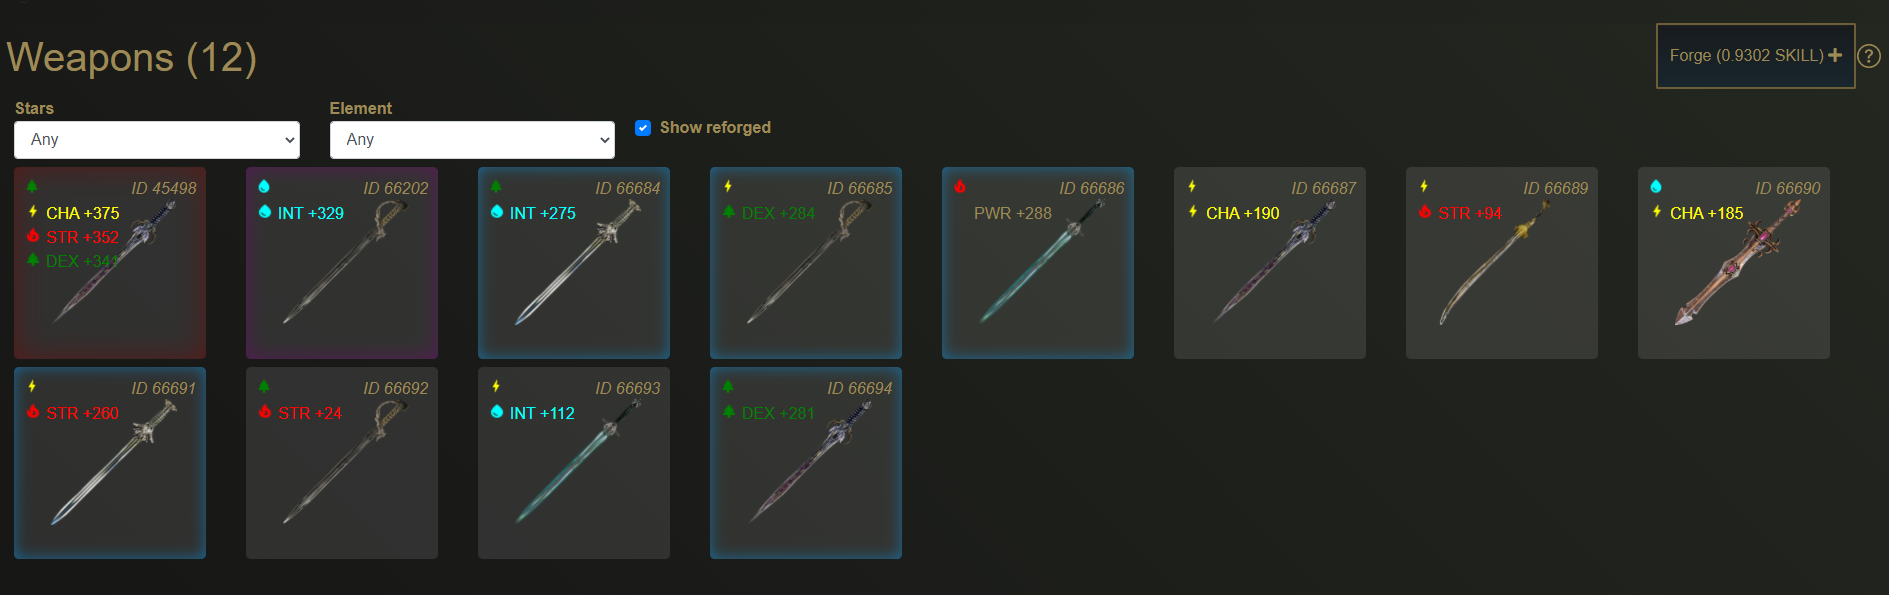 Weapons (12)
Forge (0.9302 SKILL)
?
Stars
Element
Any
Any
Show reforged
ID 45498
CHA +375
STR +352
DEX +341
ID 66202
INT +329
ID 66684
INT +275
ID 66685
DEX +284
ID 66686
PWR +288
ID 66687
CHA +190
ID 66689
STR +94
ID 66690
CHA +185
ID 66691
STR +260
ID 66692
STR +24
ID 66693
INT +112
ID 66694
DEX +281